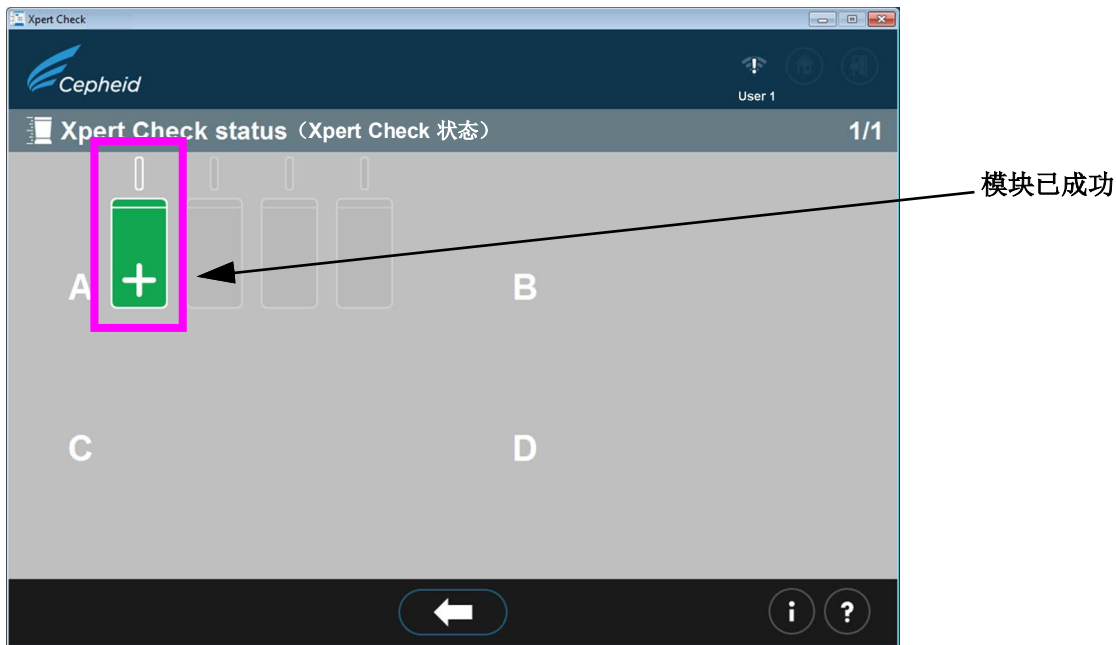 Xpert Check
Cepheid
User 1
Xpert Check status（Xpert Check 状态） 1/1
模块已成功
A B
C D